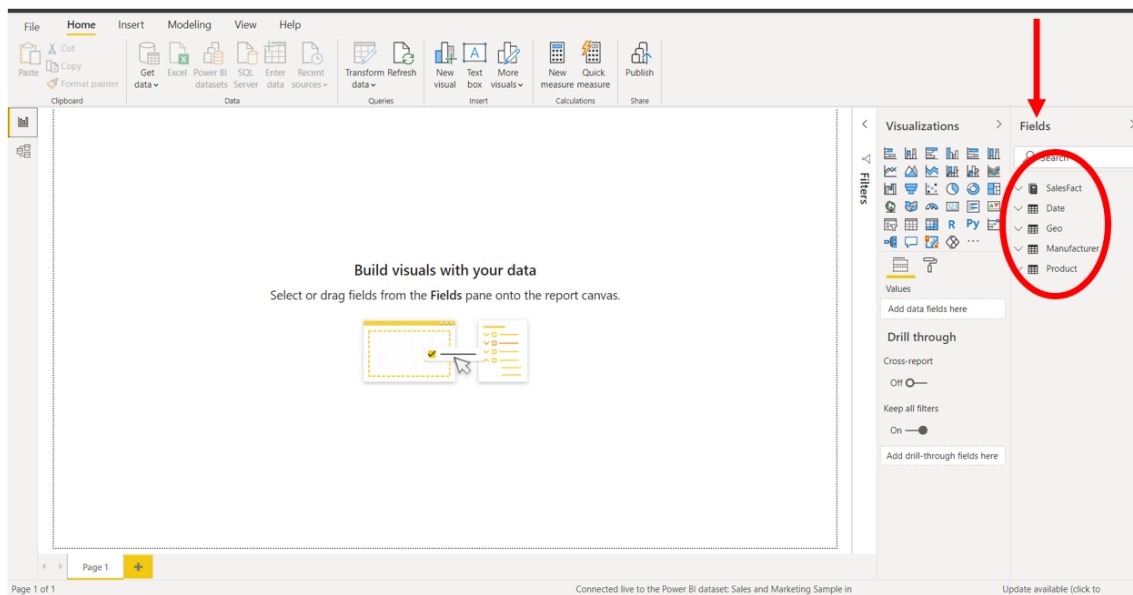 File Home Insert Modeling View Help
Paste
Cut
Copy
Format painter
Clipboard
Get data
Excel
Power BI datasets
SQL Server
Enter data
Recent sources
Data
Transform data
Refresh
Queries
New visual
Text box
More visuals
Insert
New measure
Quick measure
Calculations
Publish
Share
Filters
Build visuals with your data
Select or drag fields from the Fields pane onto the report canvas.
Visualizations
R
Py
123
Values
Add data fields here
Drill through
Cross-report
Off
Keep all filters
On
Add drill-through fields here
Fields
Search
SalesFact
Date
Geo
Manufacturer
Product
Page 1
+
Page 1 of 1
Connected live to the Power BI dataset: Sales and Marketing Sample in
Update available (click to